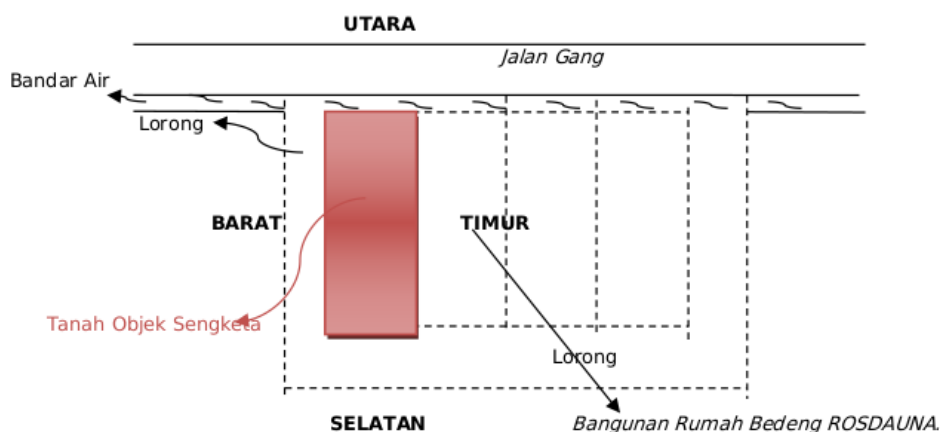 UTARA
Jalan Gang
Bandar Air
Lorong
BARAT
TIMUR
Tanah Objek Sengketa
Lorong
SELATAN
Bangunan Rumah Bedeng ROSDAUNA.